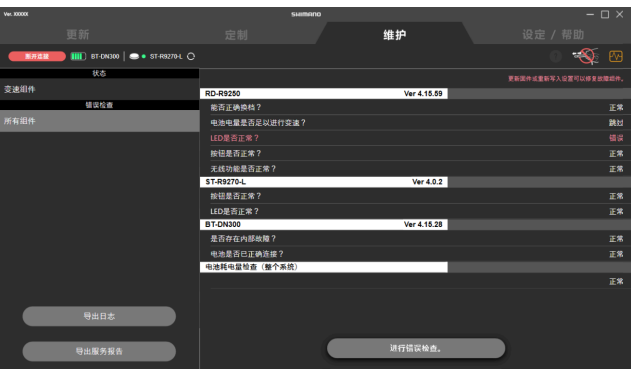 Ver. XXXXX
SHIMANO
更新
定制
维护
设定 / 帮助
断开连接
BT-DN300
ST-R9270-L
状态
变速组件
错误检查
所有组件
导出日志
导出服务报告
更新固件或重新写入设置可以修复故障组件。
RD-R9250 Ver 4.15.59
能否正确换档？ 正常
电池电量是否足以进行变速？ 跳过
LED是否正常？ 错误
按钮是否正常？ 正常
无线功能是否正常？ 正常
ST-R9270-L Ver 4.0.2
按钮是否正常？ 正常
LED是否正常？ 正常
BT-DN300 Ver 4.15.28
是否存在内部故障？ 正常
电池是否已正确连接？ 正常
电池耗电量检查（整个系统）
正常
进行错误检查。